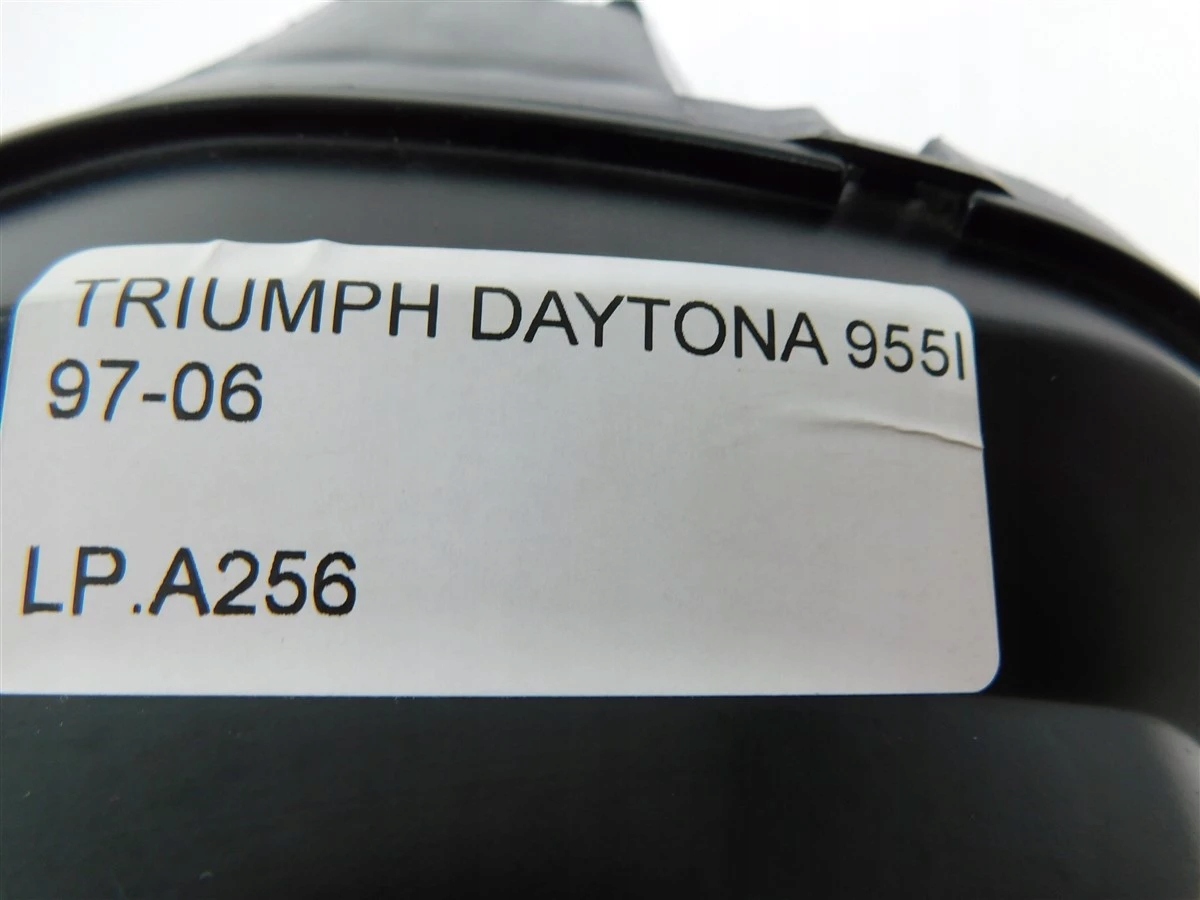 TRIUMPH DAYTONA 955I
97-06
LP.A256